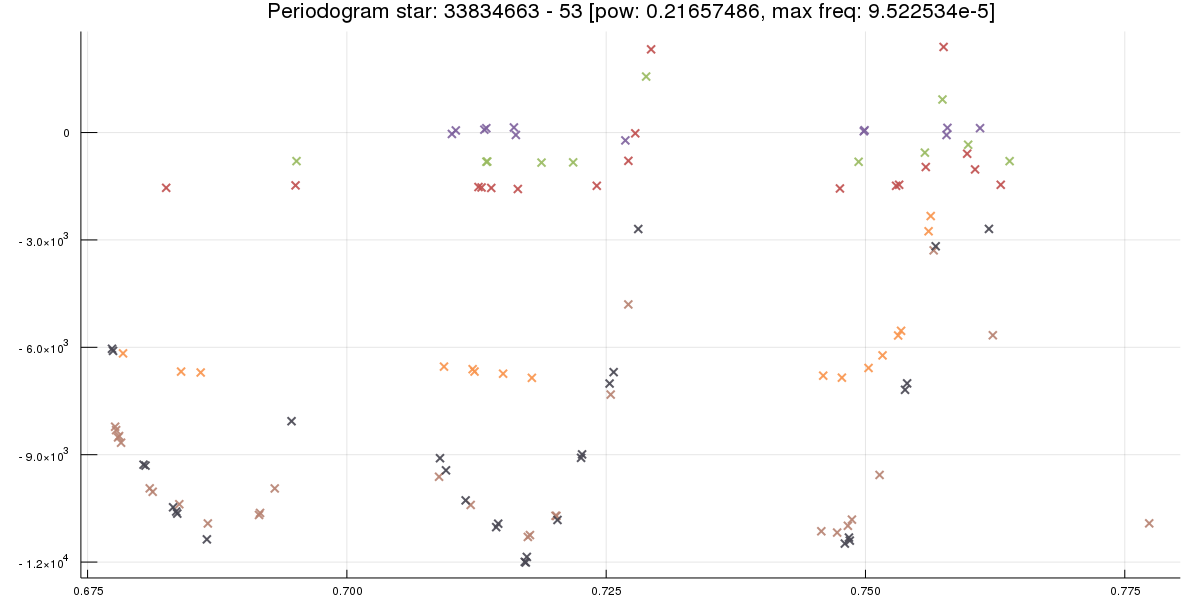 Periodogram star: 33834663 - 53 [pow: 0.21657486, max freq: 9.522534e-5]
0
- 3.0×10³
- 6.0×10³
- 9.0×10³
- 1.2×10⁴
0.675 0.700 0.725 0.750 0.775